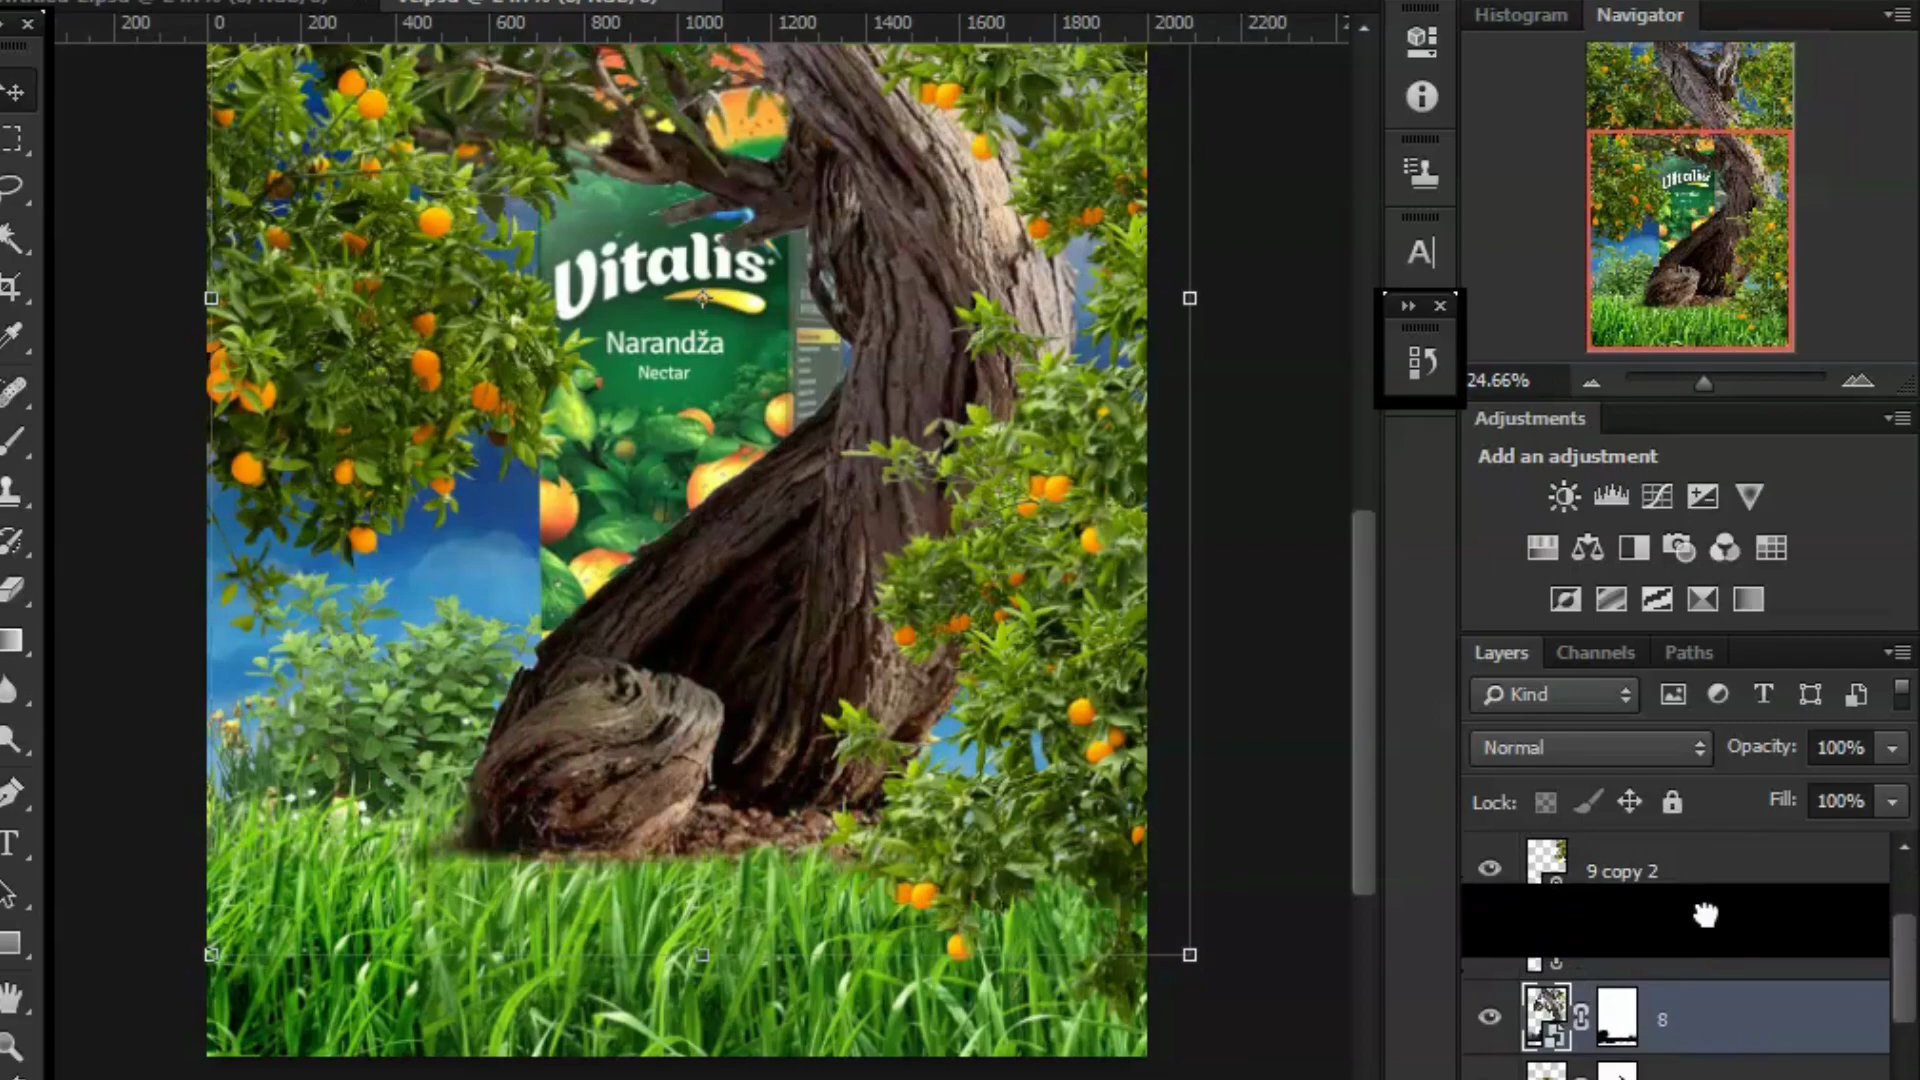 200 0 200 400 600 800 1000 1200 1400 1600 1800 2000 2200
Histogram Navigator
Vitalis
Narandža
Nectar
A
24.66%
Adjustments
Add an adjustment
Layers Channels Paths
Kind T
Normal Opacity: 100%
Lock: Fill: 100%
9 copy 2
8